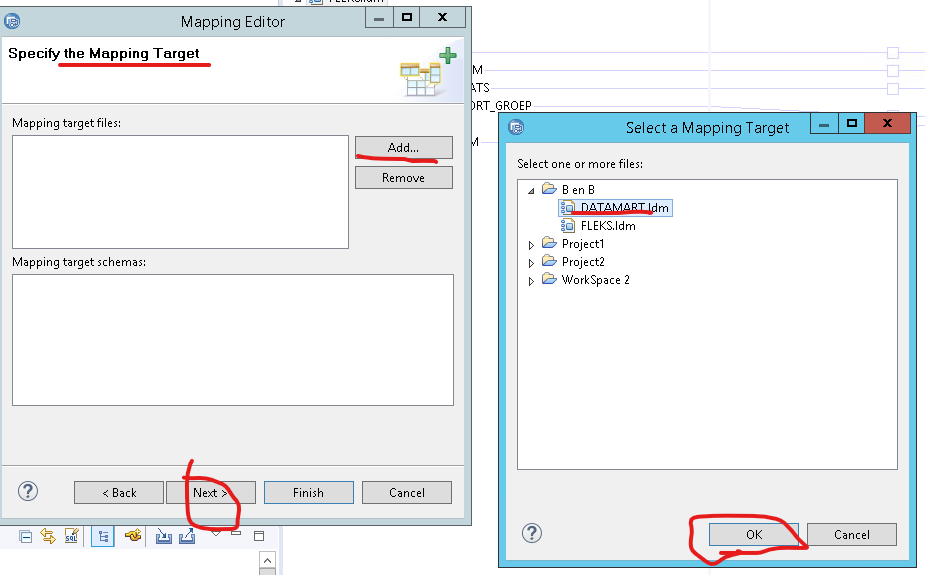 Mapping Editor
Specify the Mapping Target
Mapping target files:
Add...
Remove
Mapping target schemas:
< Back
Next >
Finish
Cancel
ORT_GROEP
Select a Mapping Target
Select one or more files:
B en B
DATAMART.ldm
FLEKS.ldm
Project1
Project2
WorkSpace 2
OK
Cancel